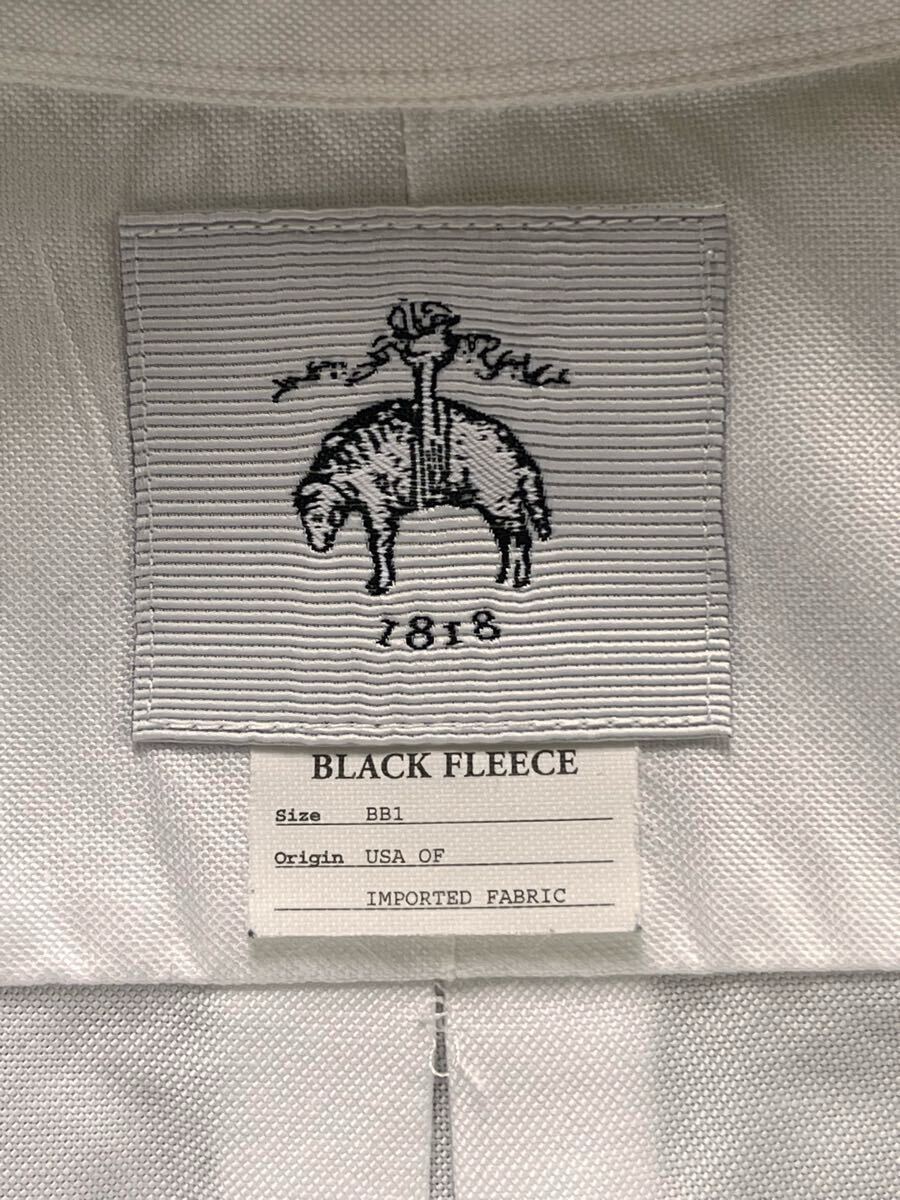 1818
BLACK FLEECE
Size BB1
Origin USA OF
IMPORTED FABRIC